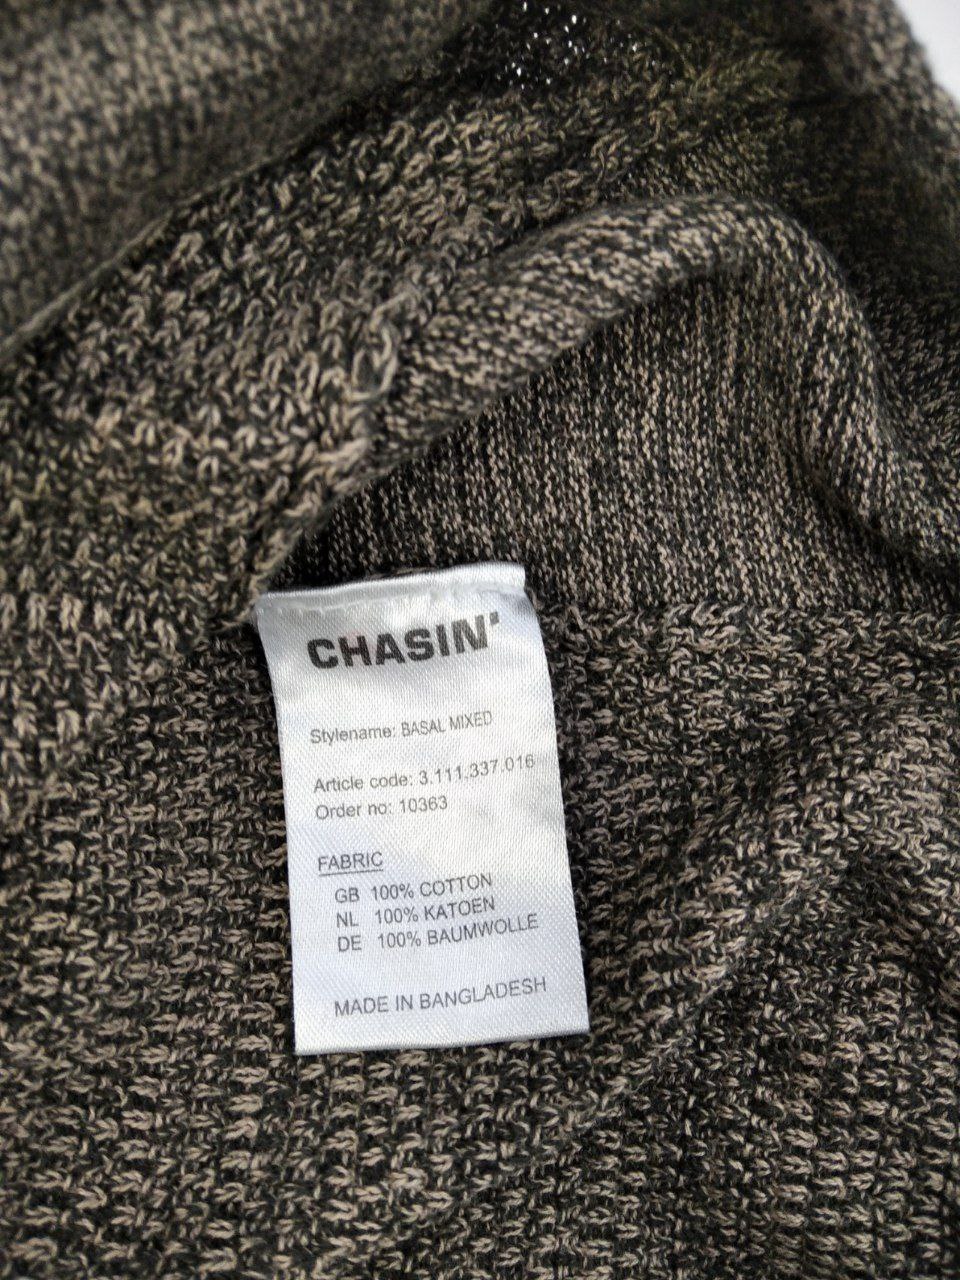 CHASIN'
Stylename: BASAL MIXED
Article code: 3.111.337.016
Order no: 10363
FABRIC
GB 100% COTTON
NL 100% KATOEN
DE 100% BAUMWOLLE
MADE IN BANGLADESH